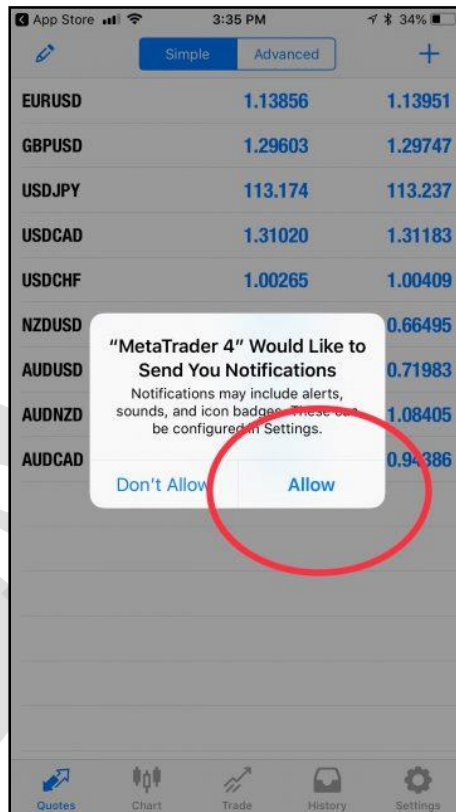 App Store 3:35 PM 34%
Simple Advanced +
EURUSD 1.13856 1.13951
GBPUSD 1.29603 1.29747
USDJPY 113.174 113.237
USDCAD 1.31020 1.31183
USDCHF 1.00265 1.00409
NZDUSD 0.66495
AUDUSD 0.71983
AUDNZD 1.08405
AUDCAD 0.94386
“MetaTrader 4” Would Like to
Send You Notifications
Notifications may include alerts,
sounds, and icon badges. These can
be configured in Settings.
Don't Allow Allow
Quotes Chart Trade History Settings